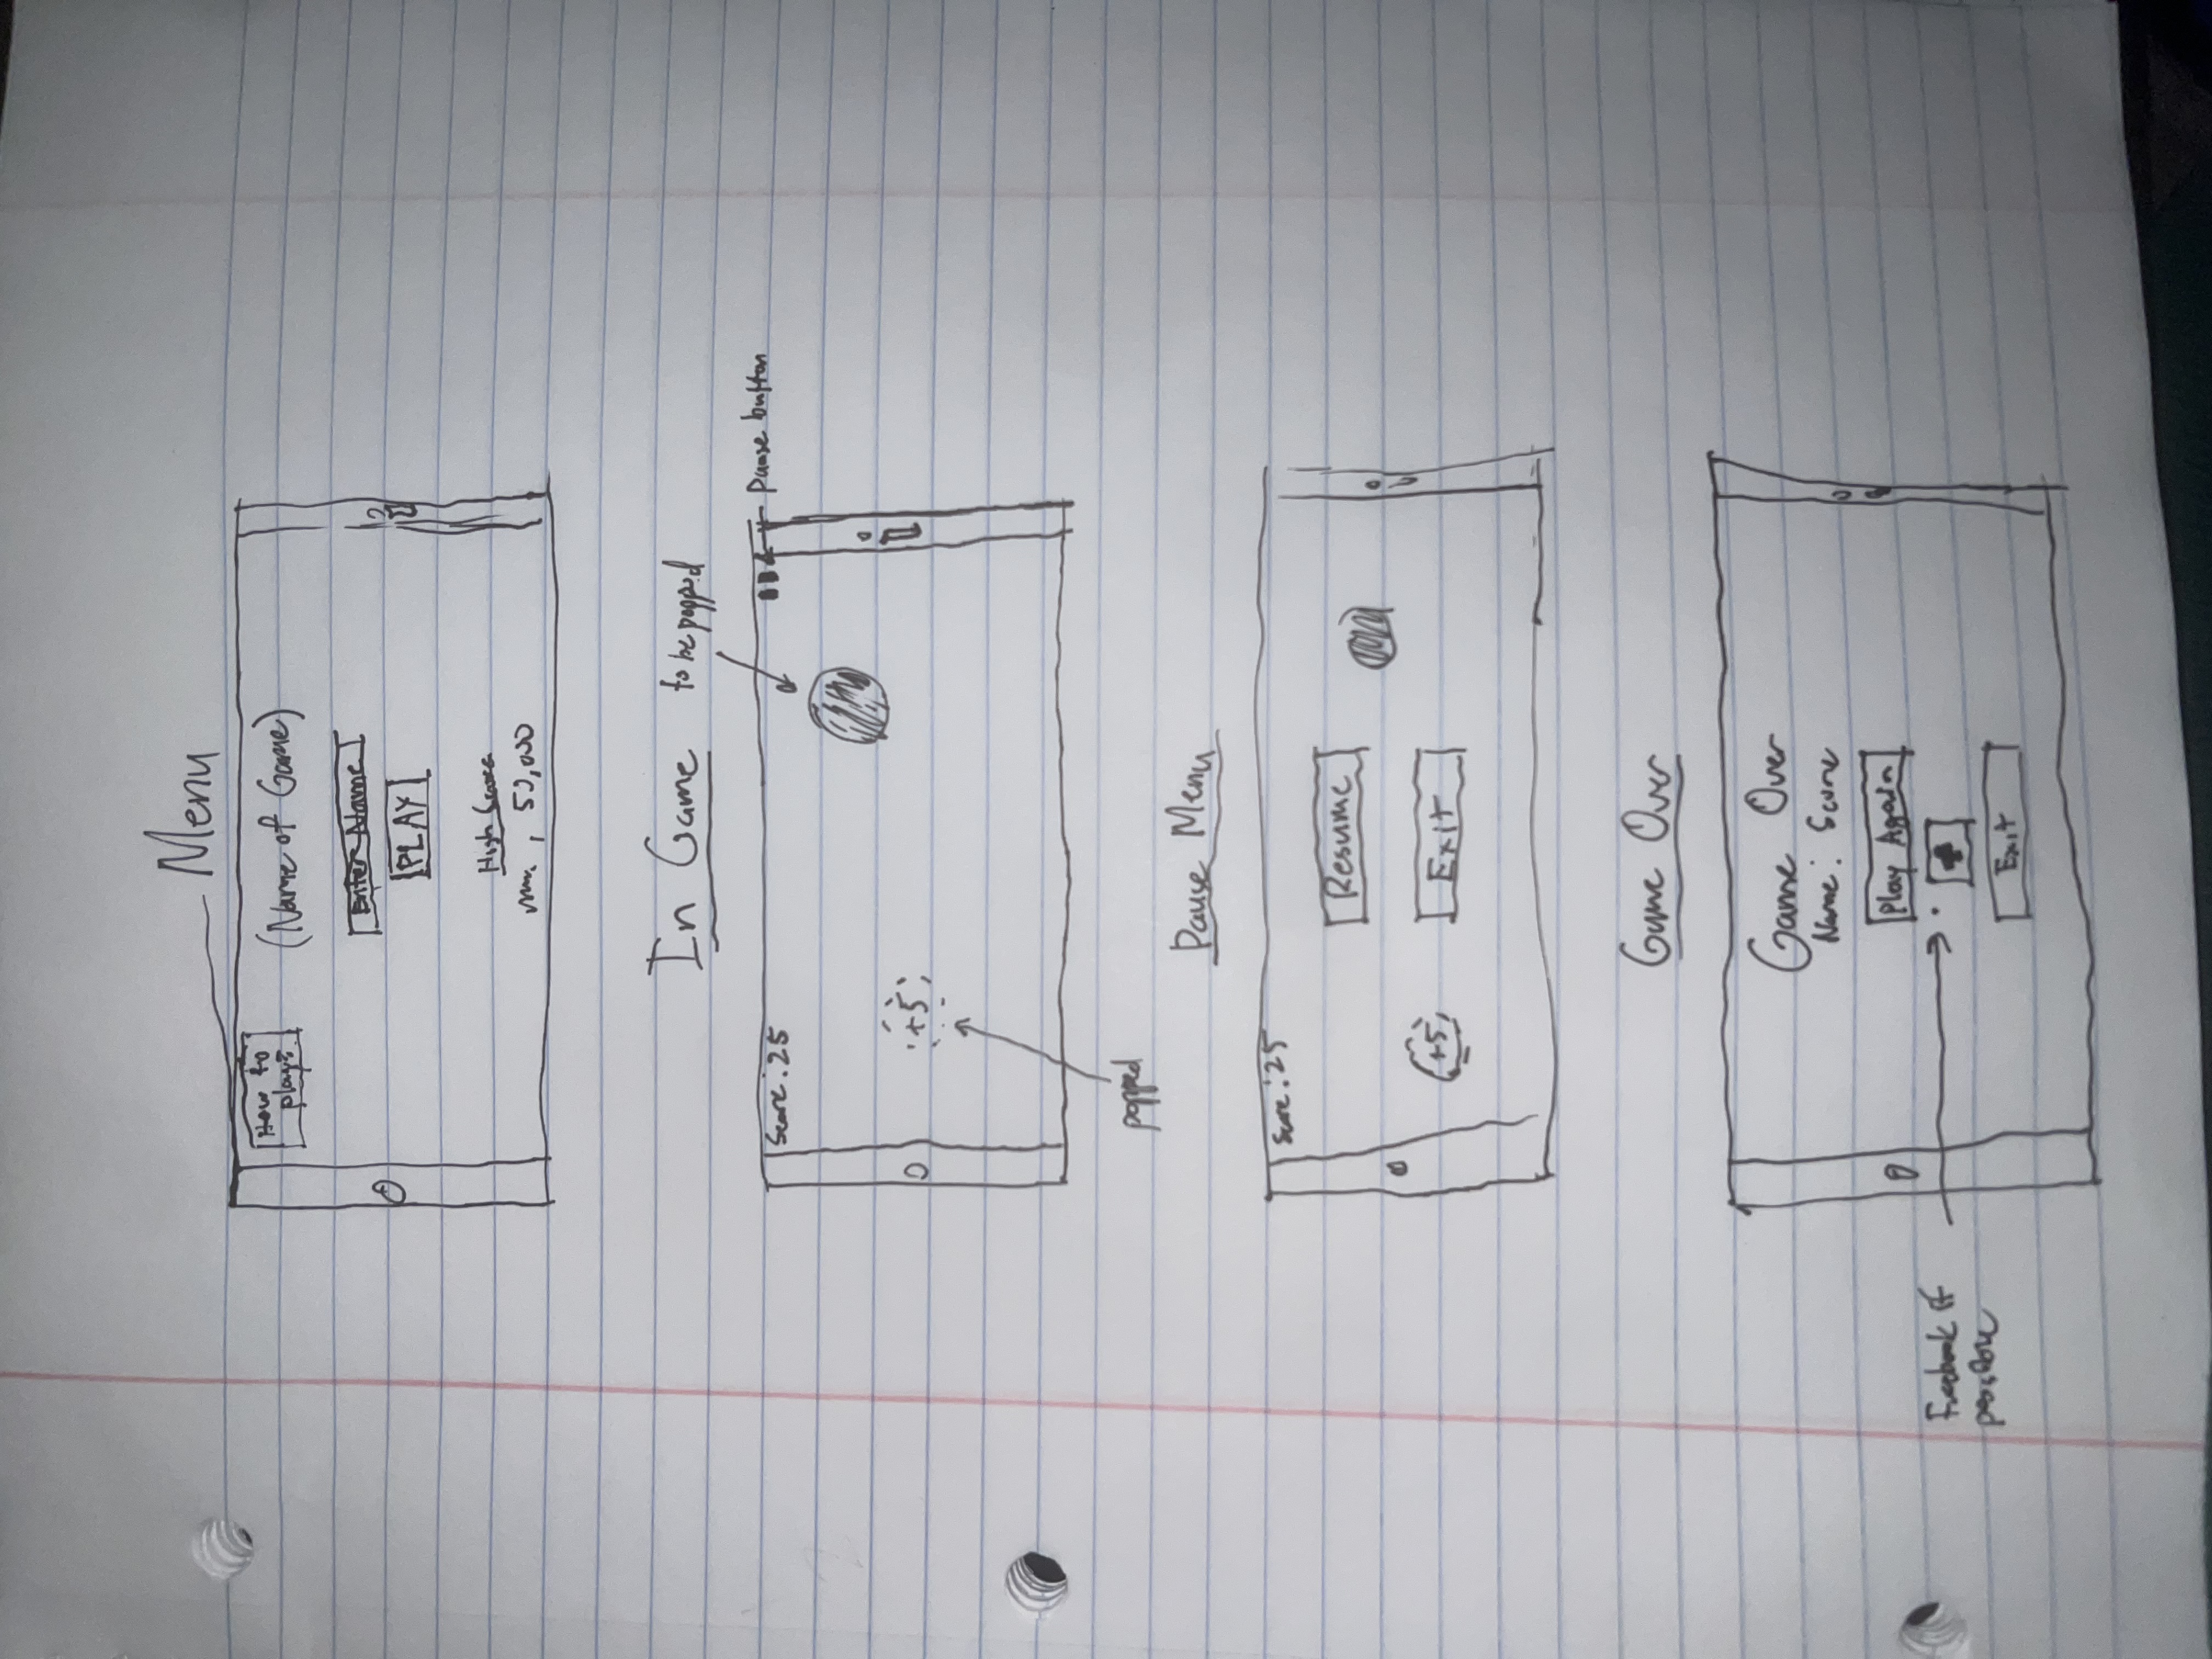 Menu
How to
play?
(Name of Game)
Enter Name
PLAY
High Scores
, 50,000
In Game
to be popped
Pause button
Score: 25
+5
popped
Pause Menu
Score: 25
Resume
+5
Exit
Game Over
Game Over
Name: Score
Play Again
Facebook if
possible
Exit